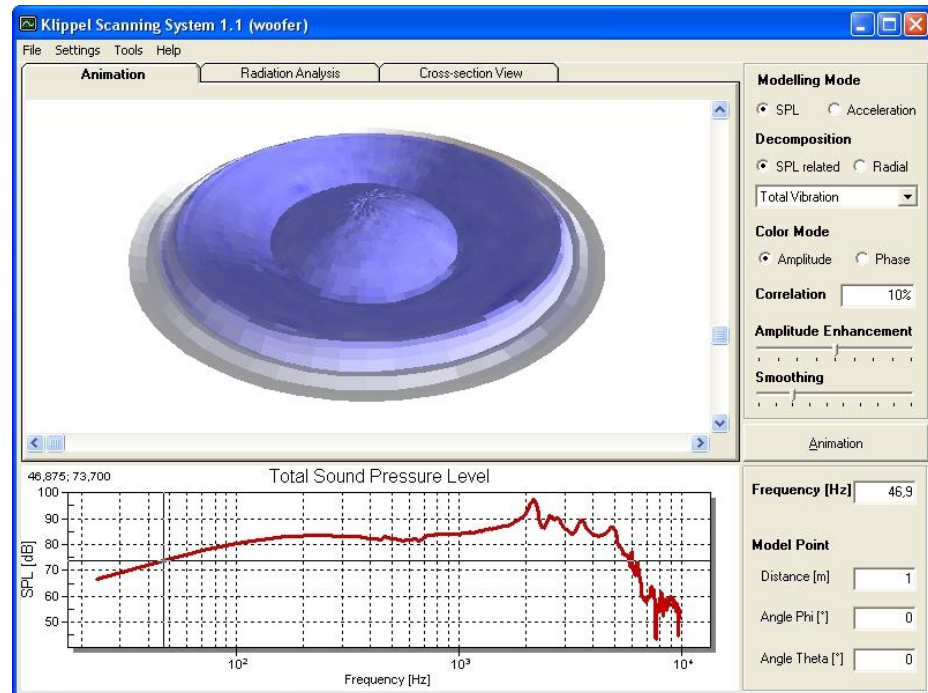 Klippel Scanning System 1.1 (woofer)
File Settings Tools Help
Animation Radiation Analysis Cross-section View
Modelling Mode
SPL Acceleration
Decomposition
SPL related Radial
Total Vibration
Color Mode
Amplitude Phase
Correlation 10%
Amplitude Enhancement
Smoothing
Animation
46,875; 73,700 Total Sound Pressure Level
100
90
80
70
60
50
SPL [dB]
10²
10³
10⁴
Frequency [Hz]
Frequency [Hz] 46,9
Model Point
Distance [m] 1
Angle Phi [°] 0
Angle Theta [°] 0